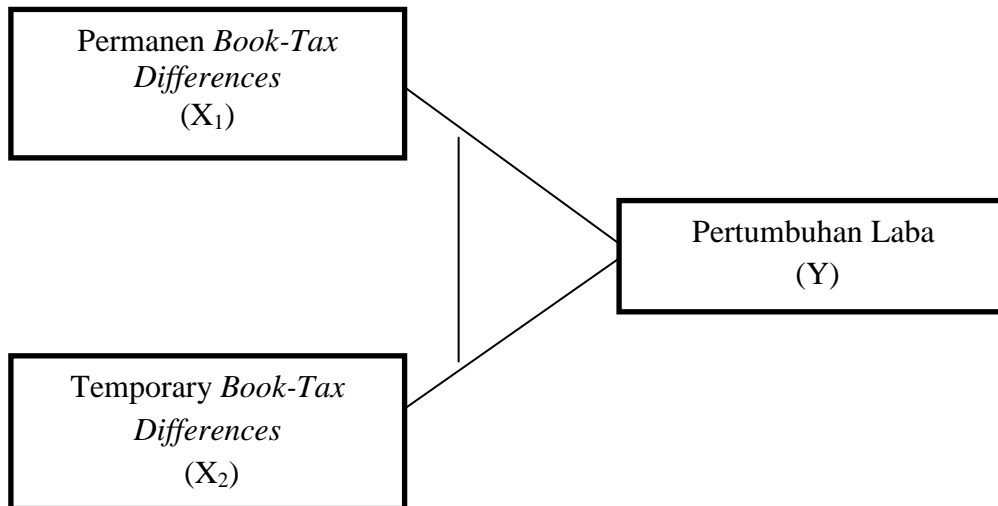 Permanen Book-Tax
Differences
(X₁)
Pertumbuhan Laba
(Y)
Temporary Book-Tax
Differences
(X₂)